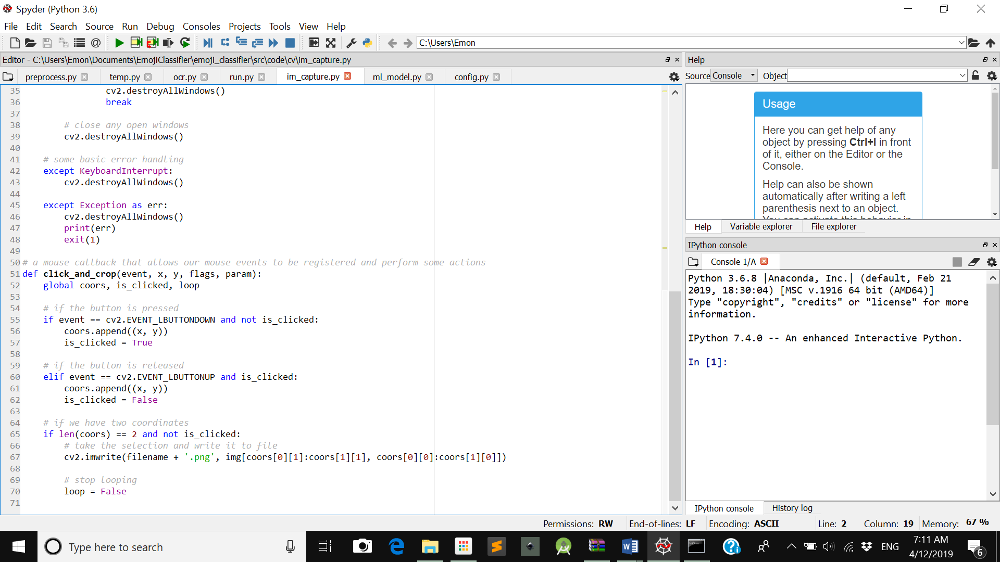 Spyder (Python 3.6)
File Edit Search Source Run Debug Consoles Projects Tools View Help
C:\Users\Emon
Editor - C:\Users\Emon\Documents\EmojiClassifier\emoji_classifier\src\code\cv\im_capture.py
preprocess.py temp.py ocr.py run.py im_capture.py ml_model.py config.py
35 cv2.destroyAllWindows()
36 break
37
38 # close any open windows
39 cv2.destroyAllWindows()
40
41 # some basic error handling
42 except KeyboardInterrupt:
43 cv2.destroyAllWindows()
44
45 except Exception as err:
46 cv2.destroyAllWindows()
47 print(err)
48 exit(1)
49
50 # a mouse callback that allows our mouse events to be registered and perform some actions
51 def click_and_crop(event, x, y, flags, param):
52 global coors, is_clicked, loop
53
54 # if the button is pressed
55 if event == cv2.EVENT_LBUTTONDOWN and not is_clicked:
56 coors.append((x, y))
57 is_clicked = True
58
59 # if the button is released
60 elif event == cv2.EVENT_LBUTTONUP and is_clicked:
61 coors.append((x, y))
62 is_clicked = False
63
64 # if we have two coordinates
65 if len(coors) == 2 and not is_clicked:
66 # take the selection and write it to file
67 cv2.imwrite(filename + '.png', img[coors[0][1]:coors[1][1], coors[0][0]:coors[1][0]])
68
69 # stop looping
70 loop = False
71
Help
Source Console Object
Usage
Here you can get help of any
object by pressing Ctrl+I in front
of it, either on the Editor or the
Console.
Help can also be shown
automatically after writing a left
parenthesis next to an object.
You can activate this behavior in
Help Variable explorer File explorer
IPython console
Console 1/A
Python 3.6.8 |Anaconda, Inc.| (default, Feb 21
2019, 18:30:04) [MSC v.1916 64 bit (AMD64)]
Type "copyright", "credits" or "license" for more
information.
IPython 7.4.0 -- An enhanced Interactive Python.
In [1]:
IPython console History log
Permissions: RW End-of-lines: LF Encoding: ASCII Line: 2 Column: 19 Memory: 67 %
Type here to search
ENG
7:11 AM
4/12/2019
6